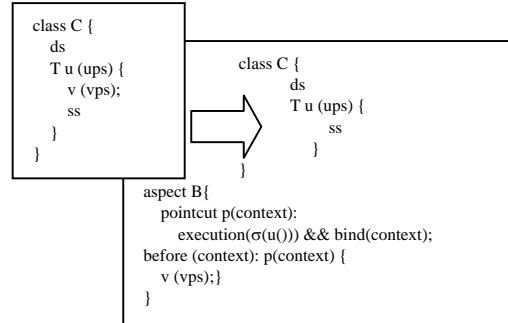 class C {
ds
T u (ups) {
v (vps);
ss
}
}
class C {
ds
T u (ups) {
ss
}
}
aspect B{
pointcut p(context):
execution(σ(u())) && bind(context);
before (context): p(context) {
v (vps);}
}